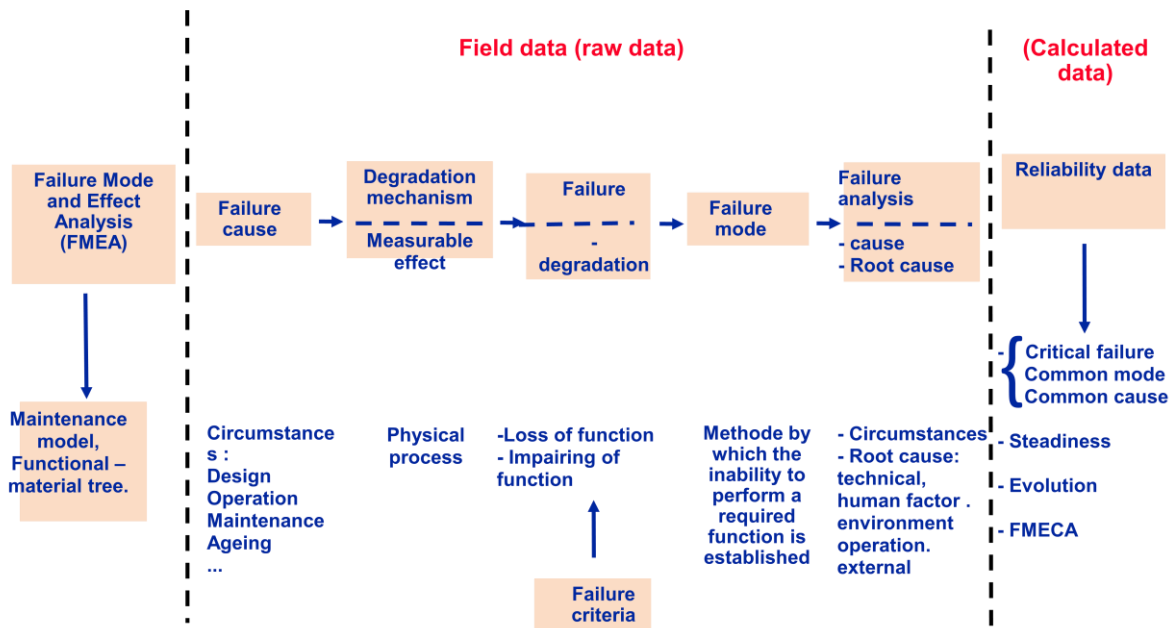 Field data (raw data)
(Calculated
data)
Failure Mode
and Effect
Analysis
(FMEA)
Failure
cause
Degradation
mechanism
Measurable
effect
Failure
-
degradation
Failure
mode
Failure
analysis
- cause
- Root cause
Reliability data
Maintenance
model,
Functional –
material tree.
Circumstance
s :
Design
Operation
Maintenance
Ageing
...
Physical
process
-Loss of function
- Impairing of
function
Failure
criteria
Methode by
which the
inability to
perform a
required
function is
established
- Circumstances
- Root cause:
technical,
human factor .
environment
operation.
external
- { Critical failure
Common mode
Common cause
- Steadiness
- Evolution
- FMECA